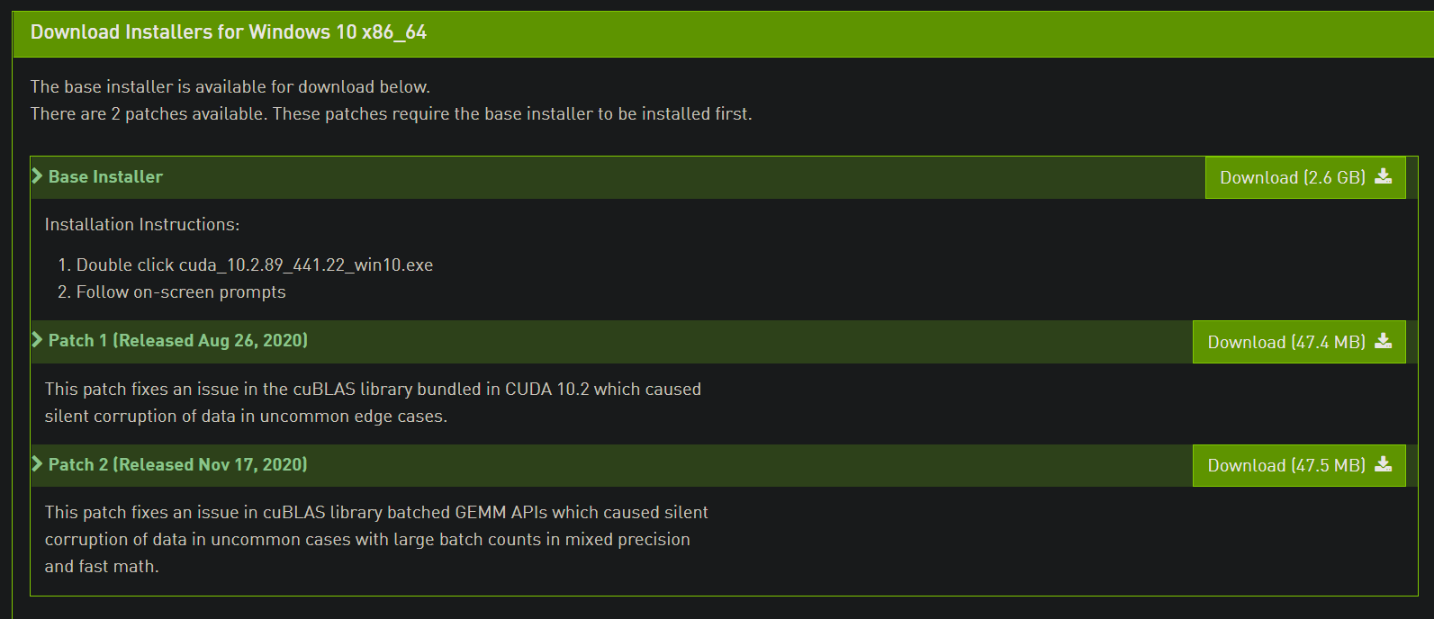 Download Installers for Windows 10 x86_64
The base installer is available for download below.
There are 2 patches available. These patches require the base installer to be installed first.
Base Installer
Download (2.6 GB)
Installation Instructions:
1. Double click cuda_10.2.89_441.22_win10.exe
2. Follow on-screen prompts
Patch 1 (Released Aug 26, 2020)
Download (47.4 MB)
This patch fixes an issue in the cuBLAS library bundled in CUDA 10.2 which caused
silent corruption of data in uncommon edge cases.
Patch 2 (Released Nov 17, 2020)
Download (47.5 MB)
This patch fixes an issue in cuBLAS library batched GEMM APIs which caused silent
corruption of data in uncommon cases with large batch counts in mixed precision
and fast math.